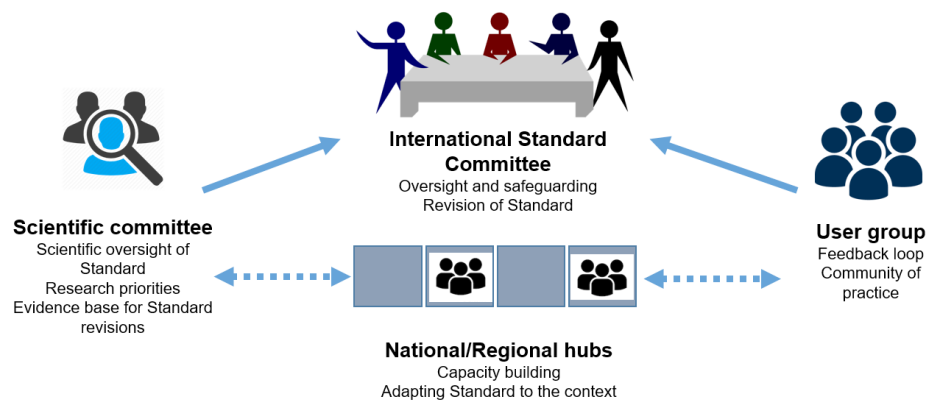 International Standard
Committee
Oversight and safeguarding
Revision of Standard
Scientific committee
Scientific oversight of
Standard
Research priorities
Evidence base for Standard
revisions
User group
Feedback loop
Community of
practice
National/Regional hubs
Capacity building
Adapting Standard to the context